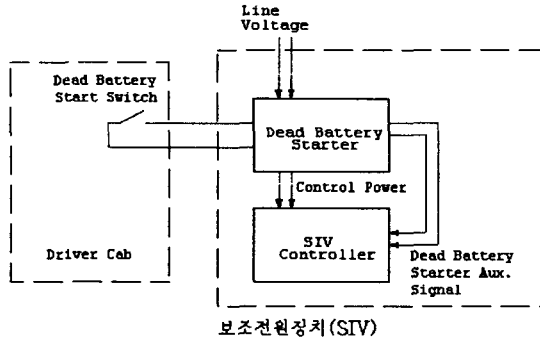 Line
Voltage
Dead Battery
Start Switch
Dead Battery
Starter
Control Power
SIV
Controller
Driver Cab
Dead Battery
Starter Aux.
Signal
보조전원장치(SIV)